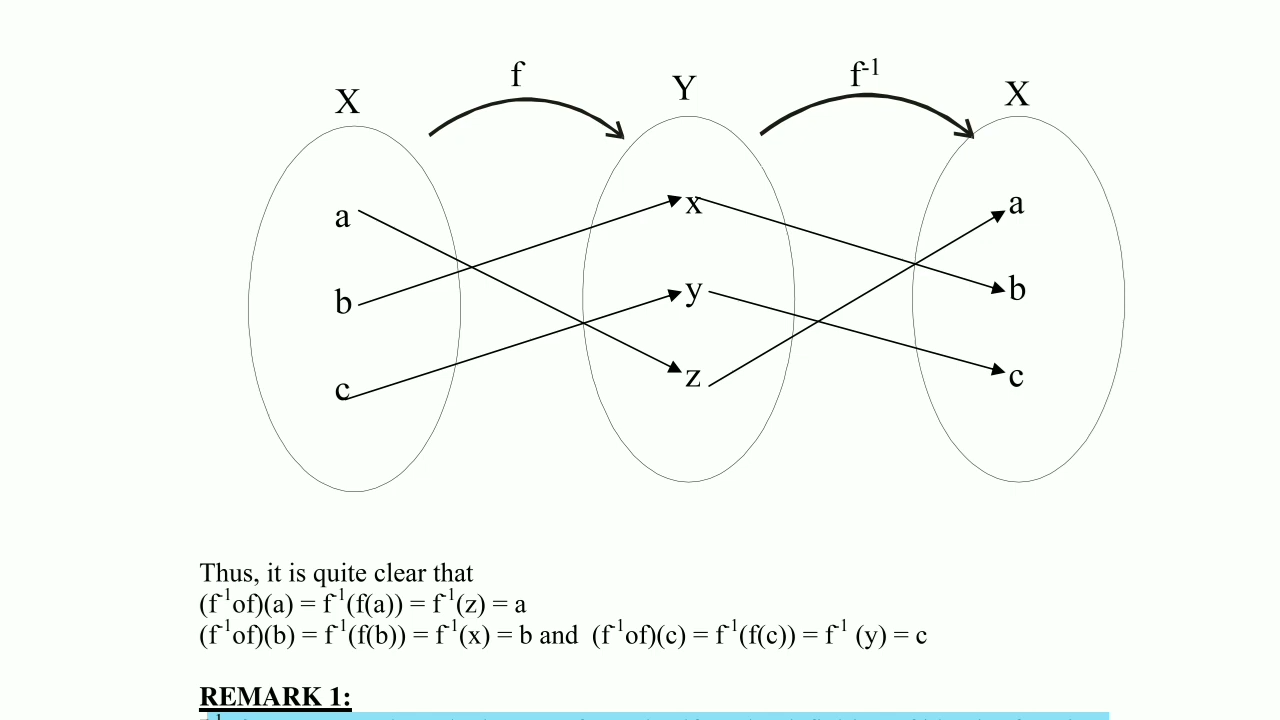 X f Y f⁻¹ X
a x a
b y b
c z c
Thus, it is quite clear that
(f⁻¹of)(a) = f⁻¹(f(a)) = f⁻¹(z) = a
(f⁻¹of)(b) = f⁻¹(f(b)) = f⁻¹(x) = b and (f⁻¹of)(c) = f⁻¹(f(c)) = f⁻¹ (y) = c
REMARK 1: